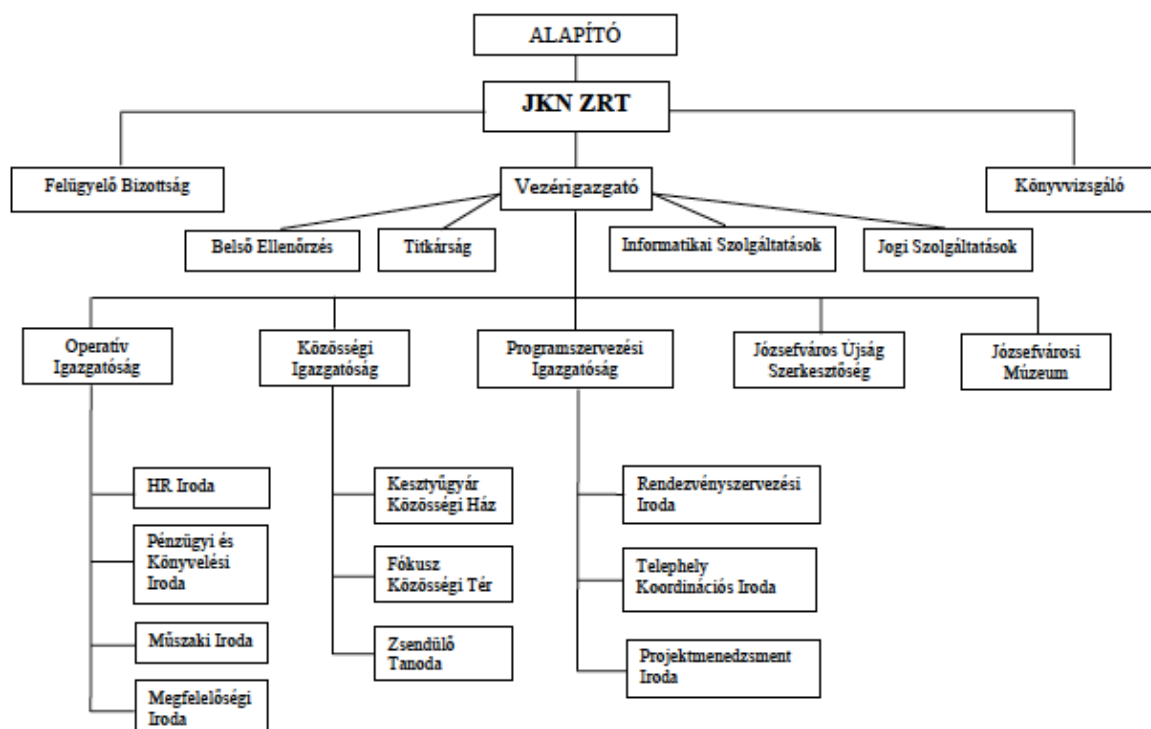 ALAPÍTÓ
JKN ZRT
Felügyelő Bizottság
Vezérigazgató
Könyvvizsgáló
Belső Ellenőrzés
Titkárság
Informatikai Szolgáltatások
Jogi Szolgáltatások
Operatív
Igazgatóság
Közösségi
Igazgatóság
Programszervezési
Igazgatóság
Józsefváros Újság
Szerkesztőség
Józsefvárosi
Múzeum
HR Iroda
Pénzügyi és
Könyvelési
Iroda
Műszaki Iroda
Megfelelőségi
Iroda
Kesztyűgyár
Közösségi Ház
Fókusz
Közösségi Tér
Zsendülő
Tanoda
Rendezvényszervezési
Iroda
Telephely
Koordinációs Iroda
Projektmenedzsment
Iroda